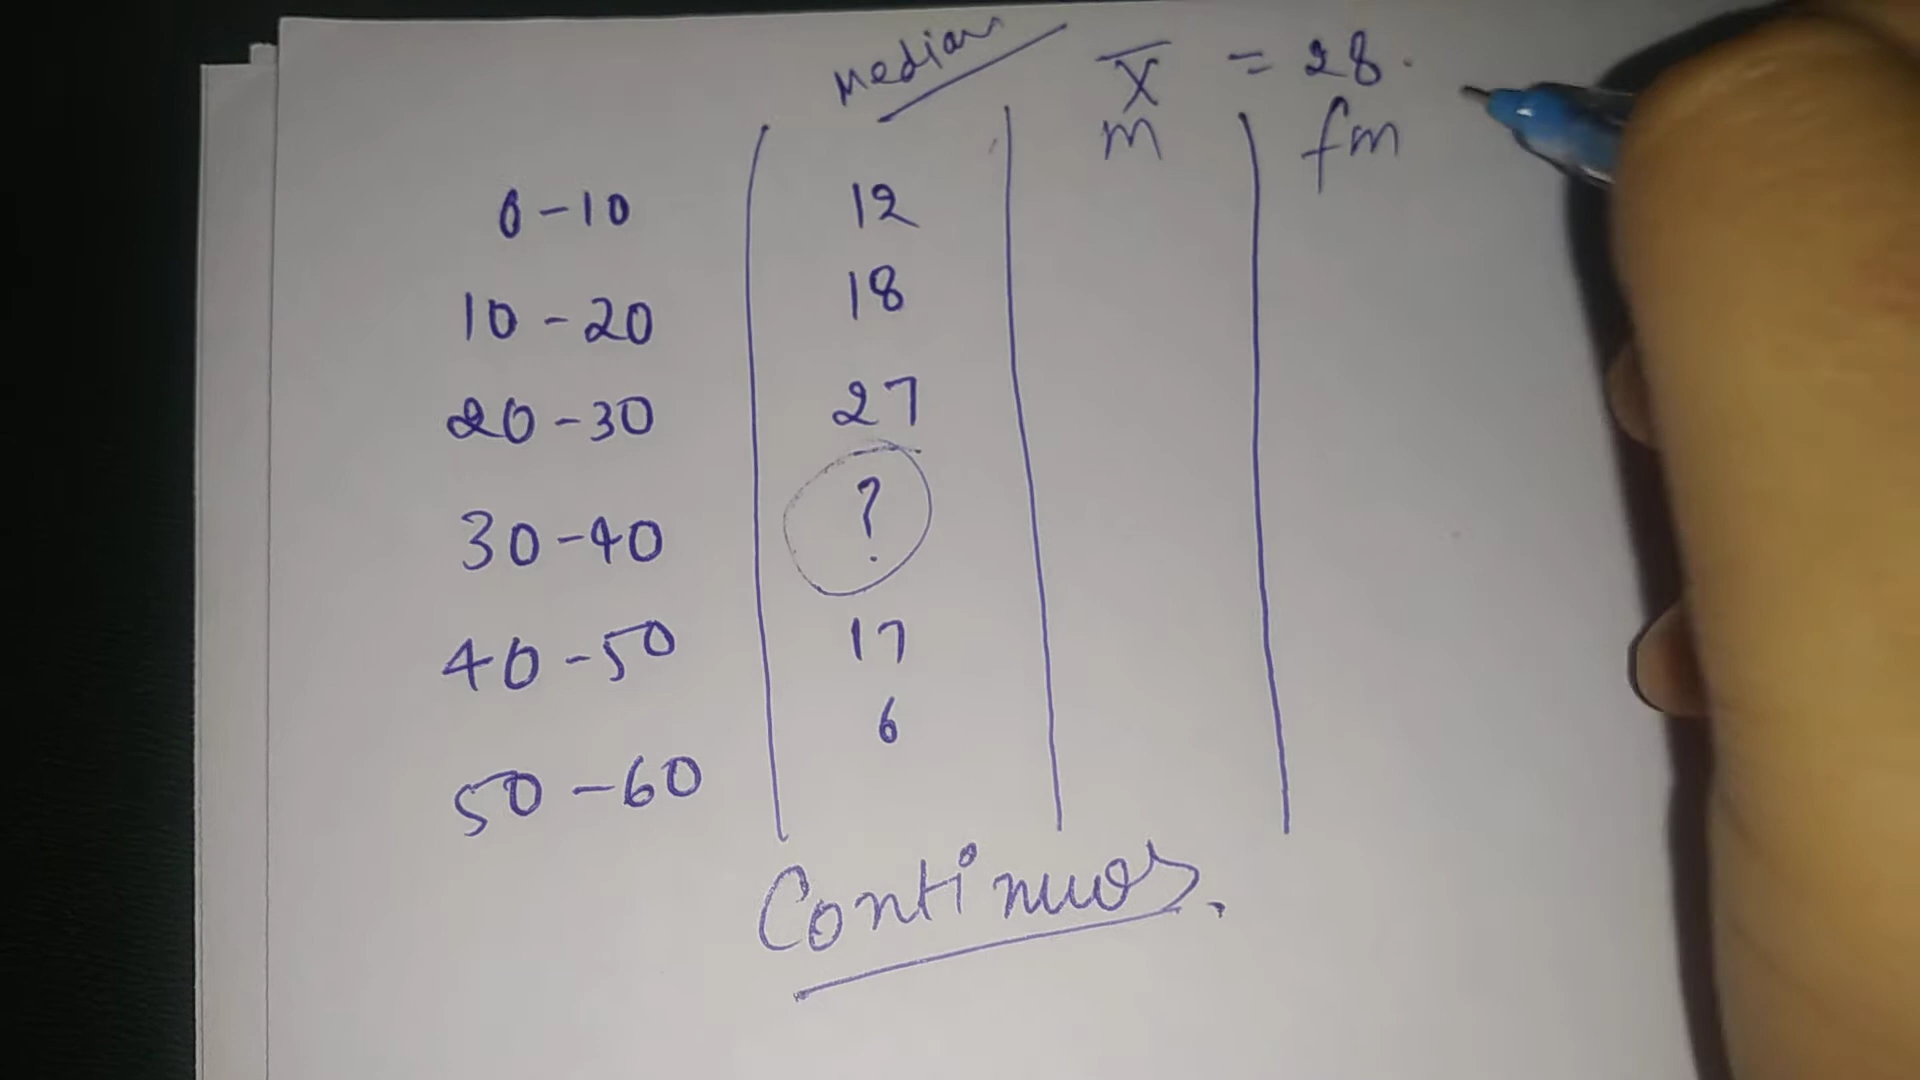 Median X̄ = 28.
m fm
0-10 12
10-20 18
20-30 27
30-40 ?
40-50 17
50-60 6
Continuos.